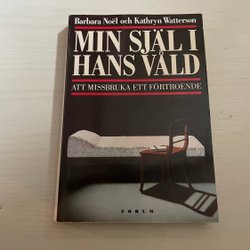 Barbara Noël och Kathryn Watterson
MIN SJÄL I
HANS VÅLD
ATT MISSBRUKA ETT FÖRTROENDE
FORUM